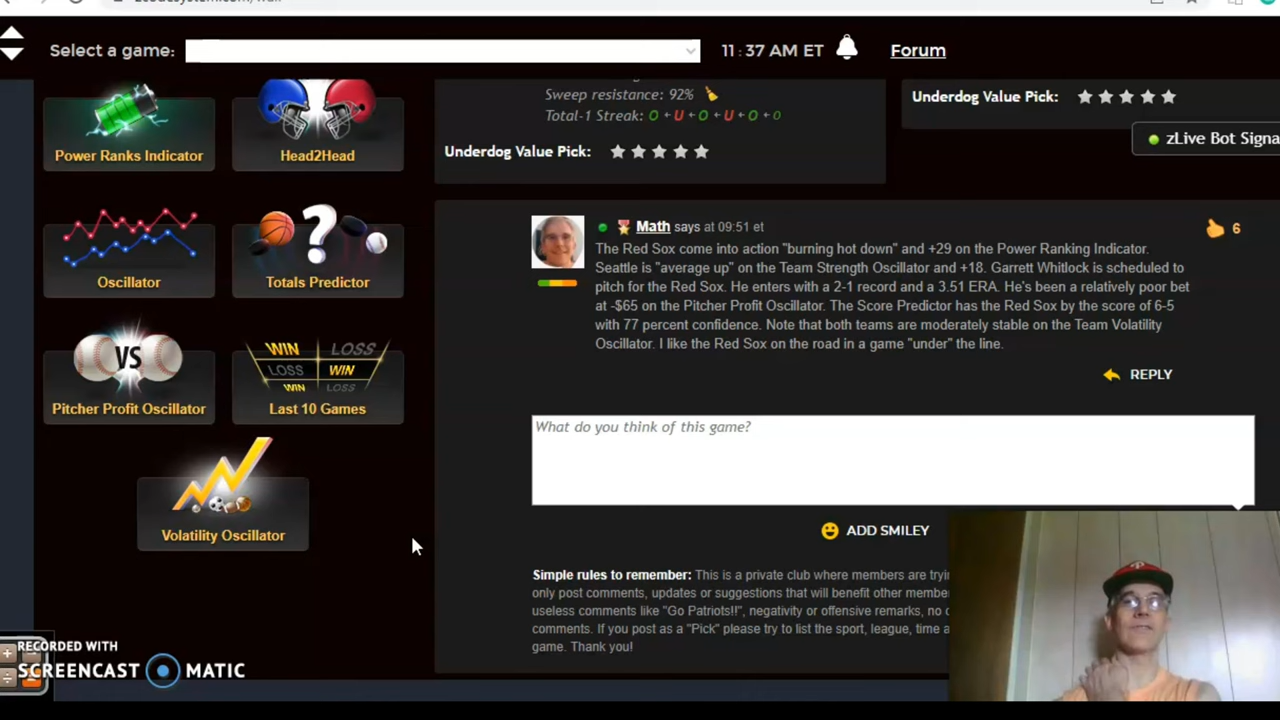 Select a game:
11:37 AM ET
Forum
Power Ranks Indicator
Head2Head
Oscillator
Totals Predictor
VS
Pitcher Profit Oscillator
WIN LOSS
LOSS WIN
WIN LOSS
Last 10 Games
Volatility Oscillator
Sweep resistance: 92%
Total-1 Streak: O U O U O O
Underdog Value Pick:
Underdog Value Pick:
zLive Bot Signa
Math says at 09:51 et
6
The Red Sox come into action "burning hot down" and +29 on the Power Ranking Indicator.
Seattle is "average up" on the Team Strength Oscillator and +18. Garrett Whitlock is scheduled to
pitch for the Red Sox. He enters with a 2-1 record and a 3.51 ERA. He's been a relatively poor bet
at -$65 on the Pitcher Profit Oscillator. The Score Predictor has the Red Sox by the score of 6-5
with 77 percent confidence. Note that both teams are moderately stable on the Team Volatility
Oscillator. I like the Red Sox on the road in a game "under" the line.
REPLY
What do you think of this game?
ADD SMILEY
Simple rules to remember: This is a private club where members are tryin
only post comments, updates or suggestions that will benefit other membe
useless comments like "Go Patriots!!", negativity or offensive remarks, no
comments. If you post as a "Pick" please try to list the sport, league, time a
game. Thank you!
RECORDED WITH
SCREENCAST MATIC